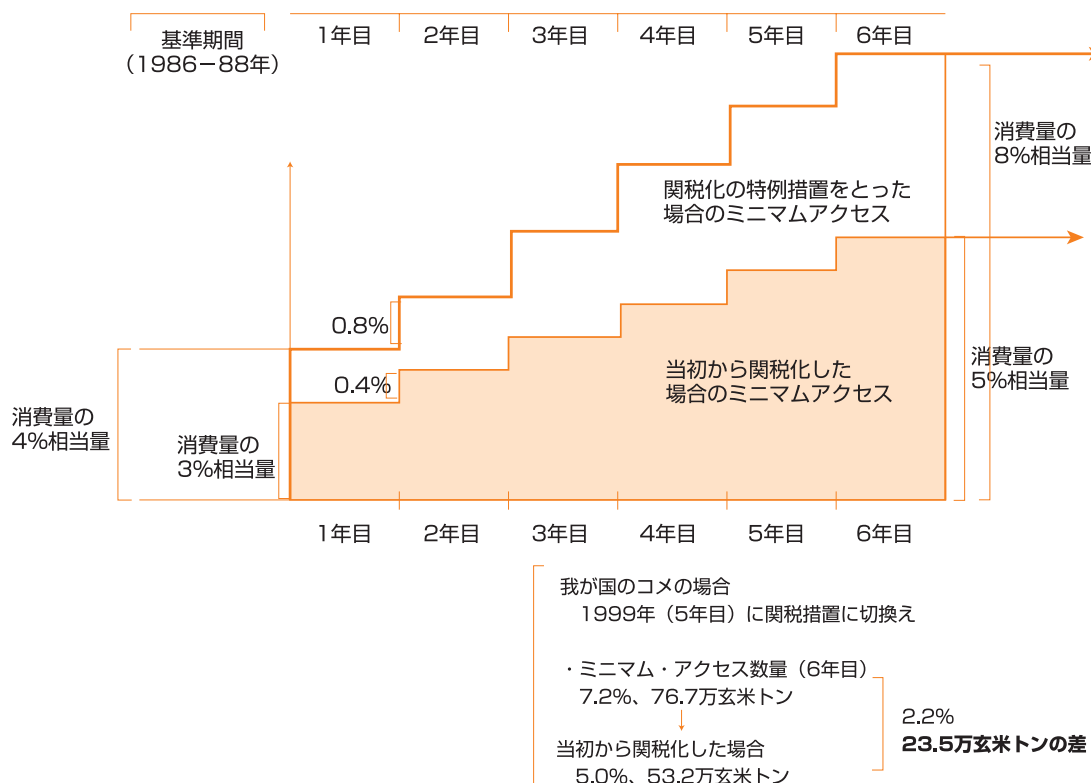 基準期間
(1986−88年)
1年目
2年目
3年目
4年目
5年目
6年目
消費量の
8%相当量
関税化の特例措置をとった
場合のミニマムアクセス
0.8%
0.4%
当初から関税化した
場合のミニマムアクセス
消費量の
5%相当量
消費量の
4%相当量
消費量の
3%相当量
1年目
2年目
3年目
4年目
5年目
6年目
我が国のコメの場合
1999年（5年目）に関税措置に切換え
・ミニマム・アクセス数量（6年目）
7.2%、76.7万玄米トン
当初から関税化した場合
5.0%、53.2万玄米トン
2.2%
23.5万玄米トンの差